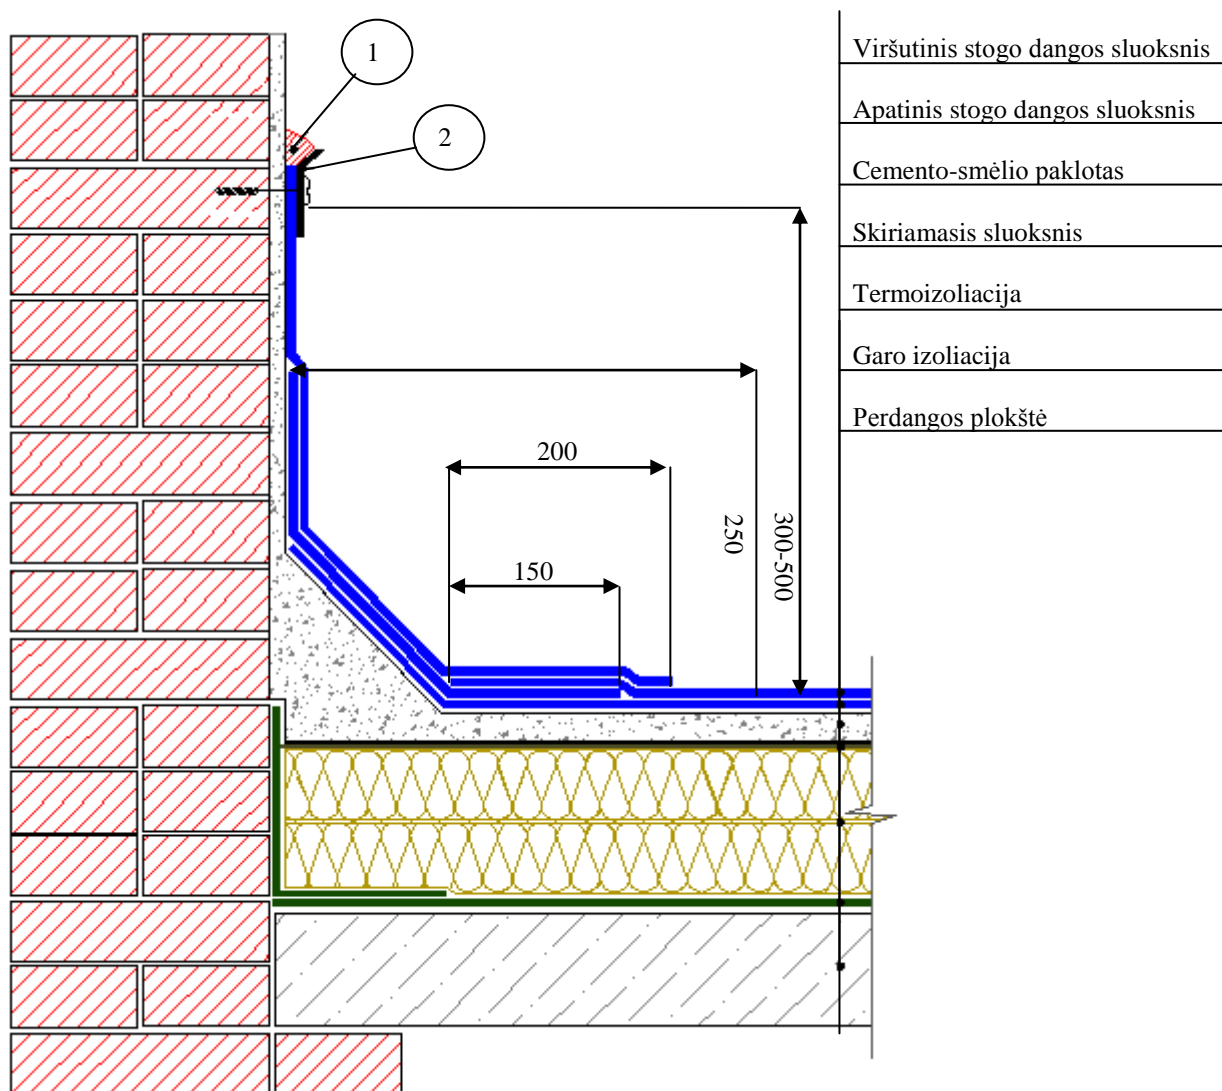 1
2
Viršutinis stogo dangos sluoksnis
Apatinis stogo dangos sluoksnis
Cemento-smėlio paklotas
Skiriamasis sluoksnis
Termoizoliacija
Garo izoliacija
Perdangos plokštė
200
150
250
300-500